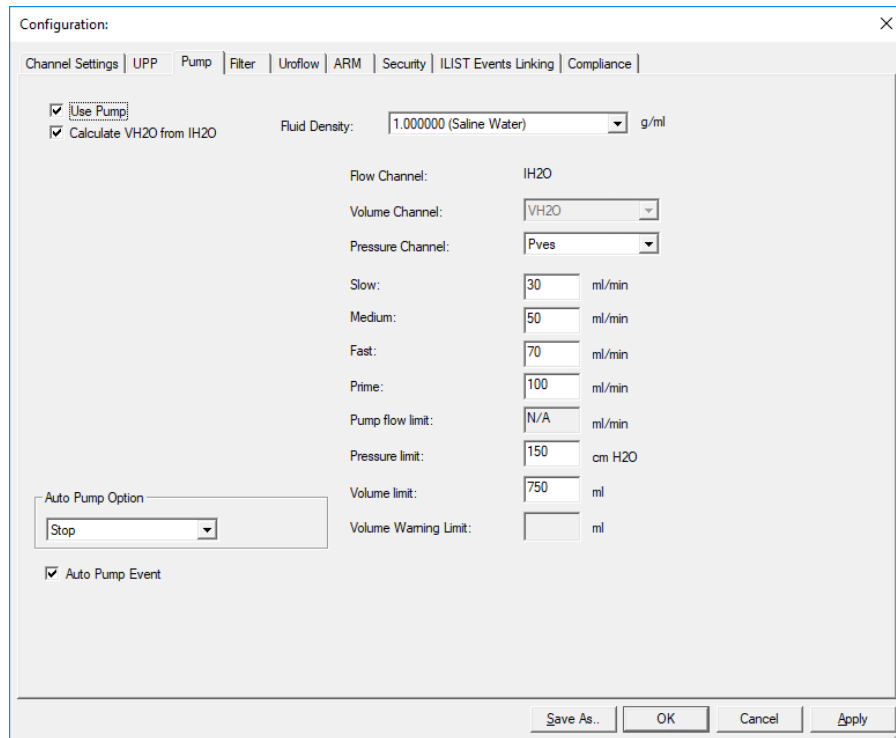 Configuration:
Channel Settings UPP Pump Filter Uroflow ARM Security ILIST Events Linking Compliance
Use Pump
Calculate VH2O from IH2O
Fluid Density: 1.000000 (Saline Water) g/ml
Flow Channel: IH2O
Volume Channel: VH2O
Pressure Channel: Pves
Slow: 30 ml/min
Medium: 50 ml/min
Fast: 70 ml/min
Prime: 100 ml/min
Pump flow limit: N/A ml/min
Pressure limit: 150 cm H2O
Volume limit: 750 ml
Volume Warning Limit: ml
Auto Pump Option
Stop
Auto Pump Event
Save As.. OK Cancel Apply